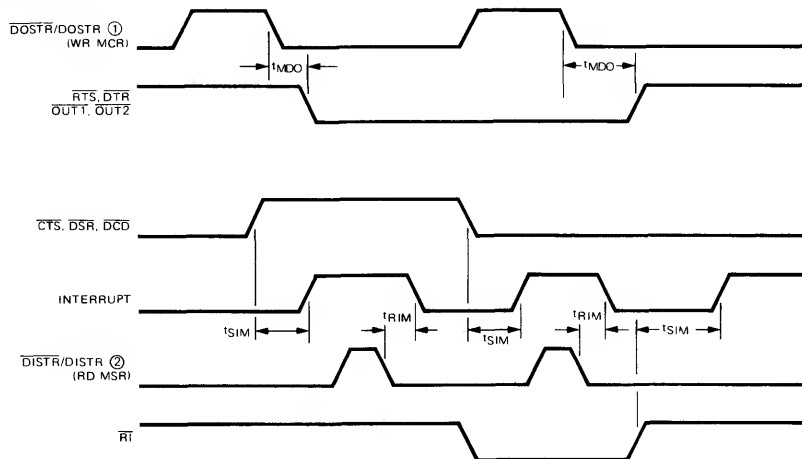 DOSTR/DOSTR ①
(WR MCR)
tMDO
tMDO
RTS, DTR
OUT1, OUT2
CTS, DSR, DCD
INTERRUPT
tSIM
tRIM
tSIM
tRIM
tSIM
DISTR/DISTR ②
(RD MSR)
RI